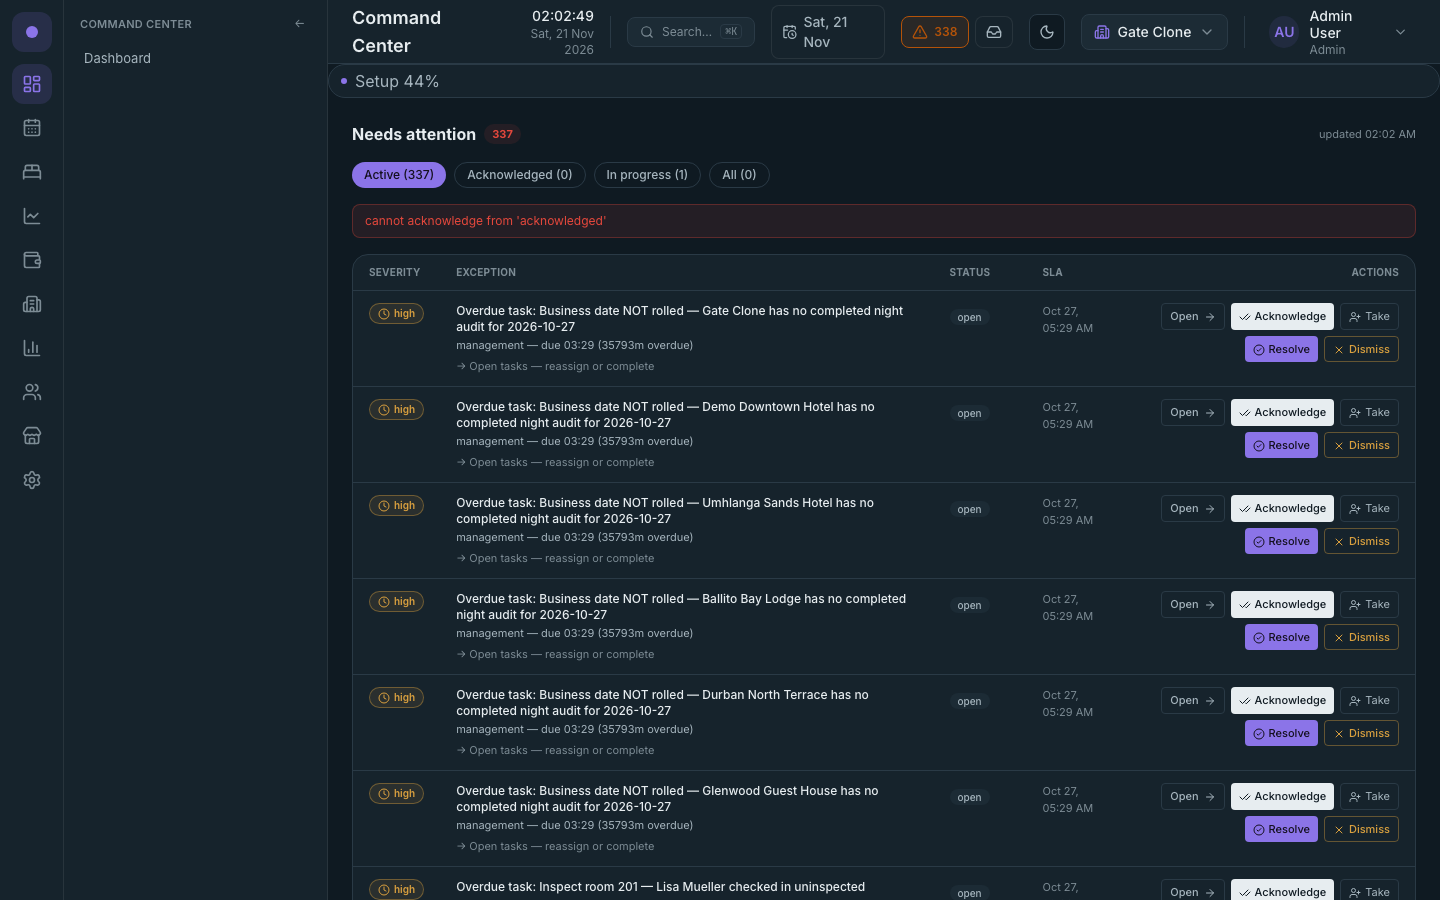 COMMAND CENTER
Dashboard
Command Center
02:02:49
Sat, 21 Nov 2026
Search...
⌘K
Sat, 21 Nov
338
Gate Clone
AU
Admin User
Admin
Setup 44%
Needs attention
337
updated 02:02 AM
Active (337)
Acknowledged (0)
In progress (1)
All (0)
cannot acknowledge from 'acknowledged'
SEVERITY
EXCEPTION
STATUS
SLA
ACTIONS
high
Overdue task: Business date NOT rolled — Gate Clone has no completed night
audit for 2026-10-27
management — due 03:29 (35793m overdue)
→ Open tasks — reassign or complete
open
Oct 27,
05:29 AM
Open →
Acknowledge
Take
Resolve
Dismiss
high
Overdue task: Business date NOT rolled — Demo Downtown Hotel has no
completed night audit for 2026-10-27
management — due 03:29 (35793m overdue)
→ Open tasks — reassign or complete
open
Oct 27,
05:29 AM
Open →
Acknowledge
Take
Resolve
Dismiss
high
Overdue task: Business date NOT rolled — Umhlanga Sands Hotel has no
completed night audit for 2026-10-27
management — due 03:29 (35793m overdue)
→ Open tasks — reassign or complete
open
Oct 27,
05:29 AM
Open →
Acknowledge
Take
Resolve
Dismiss
high
Overdue task: Business date NOT rolled — Ballito Bay Lodge has no completed
night audit for 2026-10-27
management — due 03:29 (35793m overdue)
→ Open tasks — reassign or complete
open
Oct 27,
05:29 AM
Open →
Acknowledge
Take
Resolve
Dismiss
high
Overdue task: Business date NOT rolled — Durban North Terrace has no
completed night audit for 2026-10-27
management — due 03:29 (35793m overdue)
→ Open tasks — reassign or complete
open
Oct 27,
05:29 AM
Open →
Acknowledge
Take
Resolve
Dismiss
high
Overdue task: Business date NOT rolled — Glenwood Guest House has no
completed night audit for 2026-10-27
management — due 03:29 (35793m overdue)
→ Open tasks — reassign or complete
open
Oct 27,
05:29 AM
Open →
Acknowledge
Take
Resolve
Dismiss
high
Overdue task: Inspect room 201 — Lisa Mueller checked in uninspected
open
Oct 27,
Open →
Acknowledge
Take